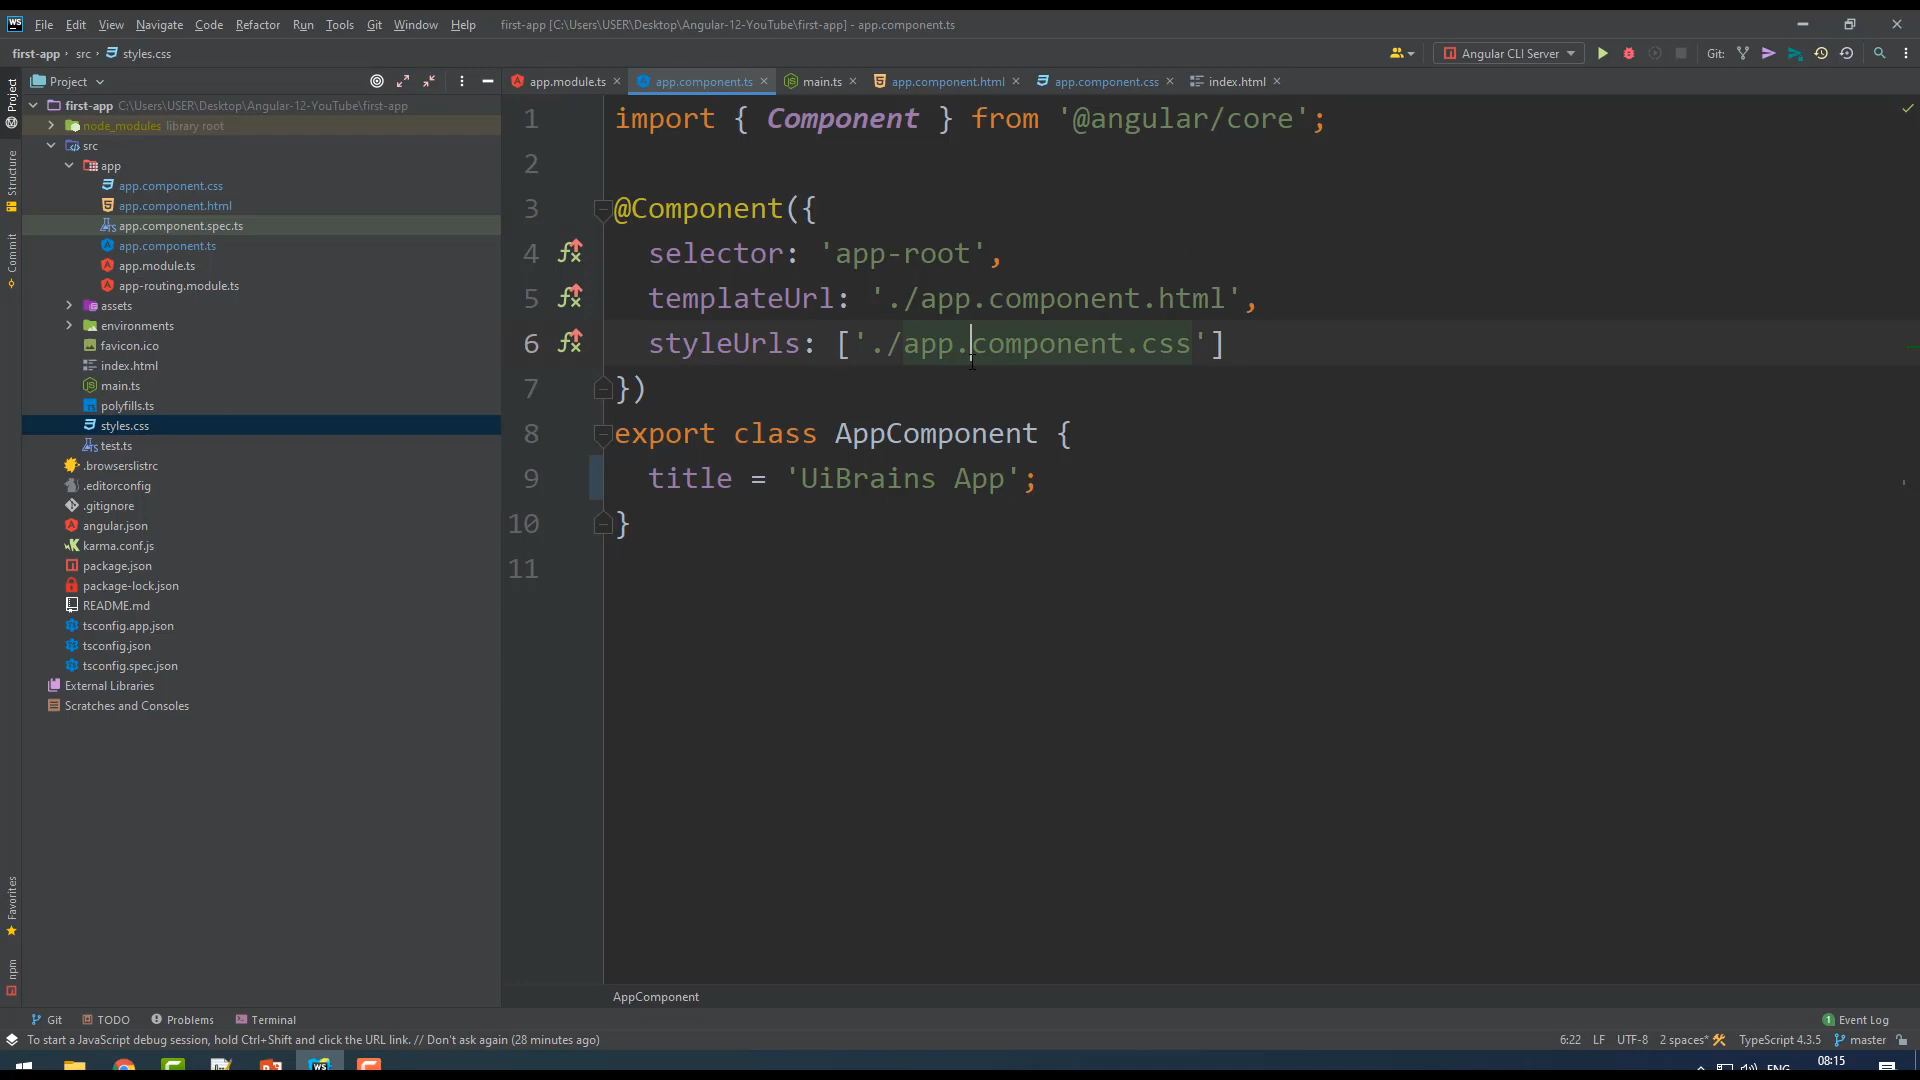 WS File Edit View Navigate Code Refactor Run Tools Git Window Help first-app [C:\Users\USER\Desktop\Angular-12-YouTube\first-app] - app.component.ts
first-app src styles.css Angular CLI Server Git:
Project
app.module.ts app.component.ts main.ts app.component.html app.component.css index.html
Project
Structure
Commit
Favorites
npm
first-app C:\Users\USER\Desktop\Angular-12-YouTube\first-app
node_modules library root
src
app
app.component.css
app.component.html
app.component.spec.ts
app.component.ts
app.module.ts
app-routing.module.ts
assets
environments
favicon.ico
index.html
main.ts
polyfills.ts
styles.css
test.ts
.browserslistrc
.editorconfig
.gitignore
angular.json
karma.conf.js
package.json
package-lock.json
README.md
tsconfig.app.json
tsconfig.json
tsconfig.spec.json
External Libraries
Scratches and Consoles
1 import { Component } from '@angular/core';
2
3 @Component({
4 selector: 'app-root',
5 templateUrl: './app.component.html',
6 styleUrls: ['./app.component.css']
7 })
8 export class AppComponent {
9 title = 'UiBrains App';
10 }
11
AppComponent
Git TODO Problems Terminal 1 Event Log
To start a JavaScript debug session, hold Ctrl+Shift and click the URL link. // Don't ask again (28 minutes ago) 6:22 LF UTF-8 2 spaces* TypeScript 4.3.5 master
WS ENG 08:15